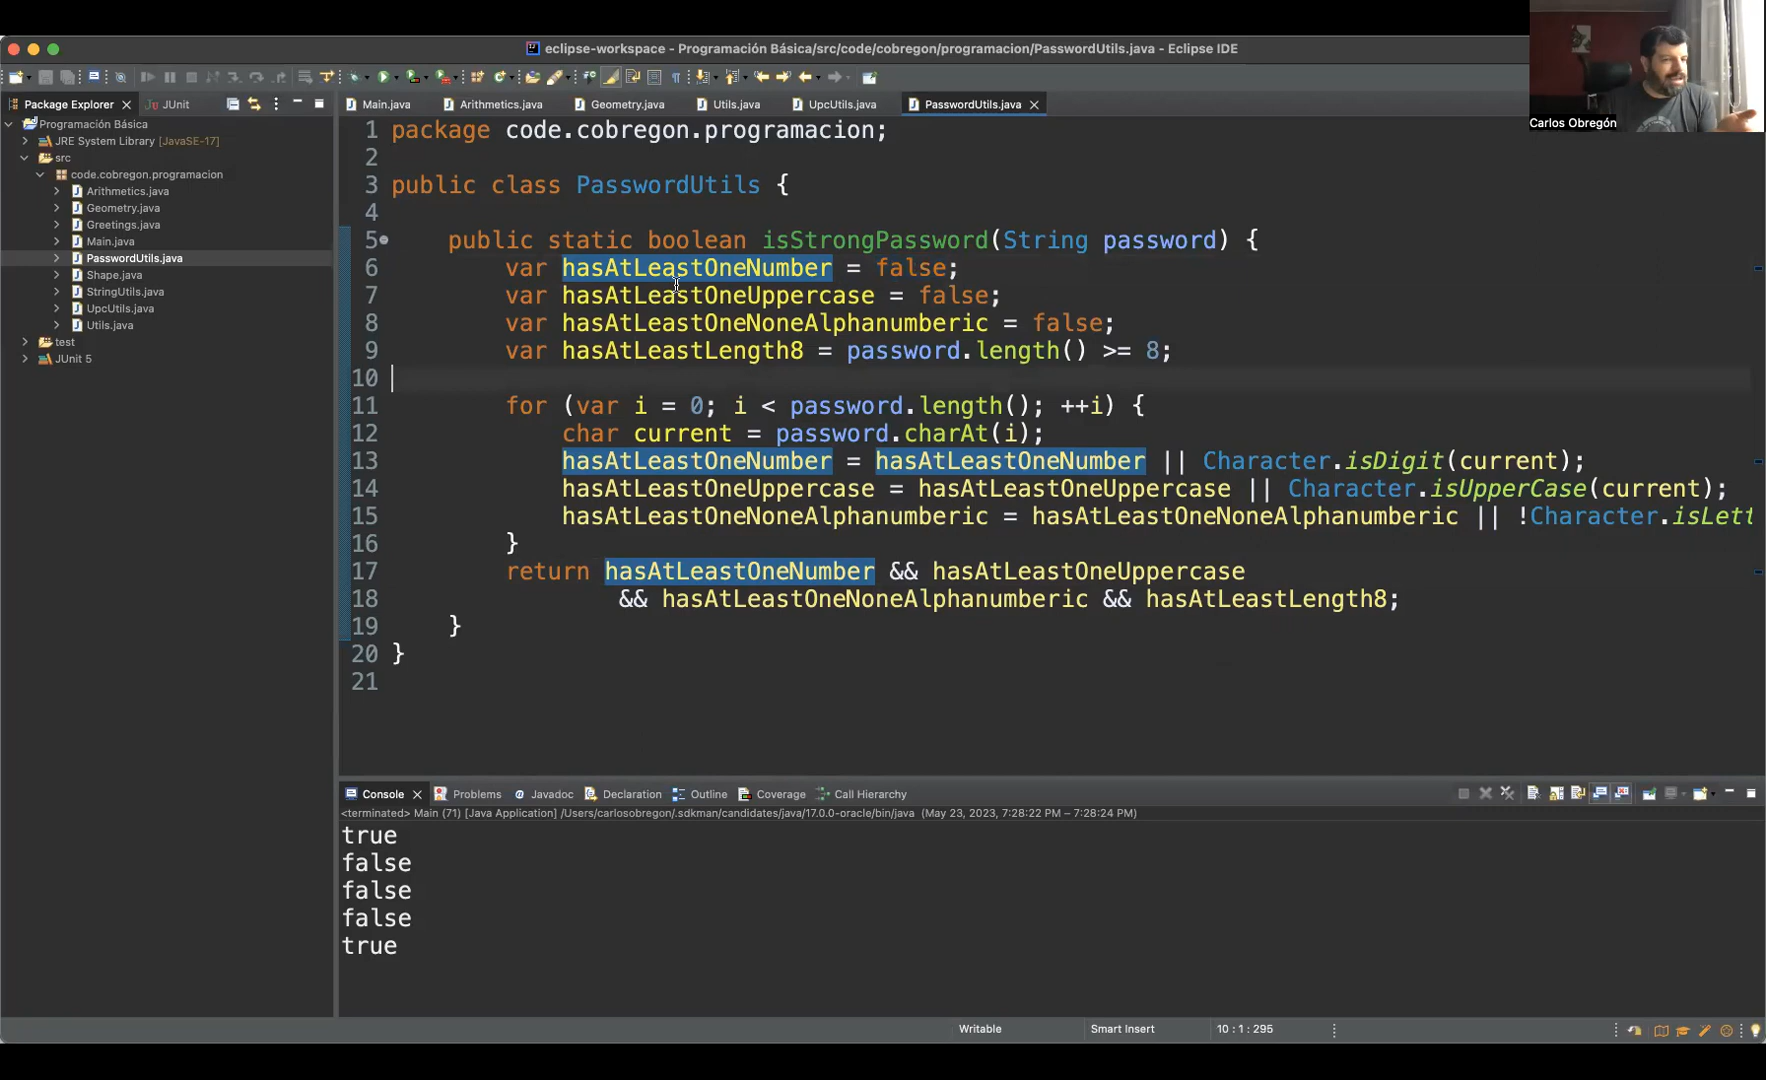 eclipse-workspace - Programación Básica/src/code/cobregon/programacion/PasswordUtils.java - Eclipse IDE
Carlos Obregón
Package Explorer
JUnit
Programación Básica
JRE System Library [JavaSE-17]
src
code.cobregon.programacion
Arithmetics.java
Geometry.java
Greetings.java
Main.java
PasswordUtils.java
Shape.java
StringUtils.java
UpcUtils.java
Utils.java
test
JUnit 5
Main.java
Arithmetics.java
Geometry.java
Utils.java
UpcUtils.java
PasswordUtils.java
1 package code.cobregon.programacion;
2
3 public class PasswordUtils {
4
5 public static boolean isStrongPassword(String password) {
6 var hasAtLeastOneNumber = false;
7 var hasAtLeastOneUppercase = false;
8 var hasAtLeastOneNoneAlphanumberic = false;
9 var hasAtLeastLength8 = password.length() >= 8;
10
11 for (var i = 0; i < password.length(); ++i) {
12 char current = password.charAt(i);
13 hasAtLeastOneNumber = hasAtLeastOneNumber || Character.isDigit(current);
14 hasAtLeastOneUppercase = hasAtLeastOneUppercase || Character.isUpperCase(current);
15 hasAtLeastOneNoneAlphanumberic = hasAtLeastOneNoneAlphanumberic || !Character.isLett
16 }
17 return hasAtLeastOneNumber && hasAtLeastOneUppercase
18 && hasAtLeastOneNoneAlphanumberic && hasAtLeastLength8;
19 }
20 }
21
Console
Problems
Javadoc
Declaration
Outline
Coverage
Call Hierarchy
<terminated> Main (71) [Java Application] /Users/carlosobregon/.sdkman/candidates/java/17.0.0-oracle/bin/java (May 23, 2023, 7:28:22 PM – 7:28:24 PM)
true
false
false
false
true
Writable
Smart Insert
10 : 1 : 295